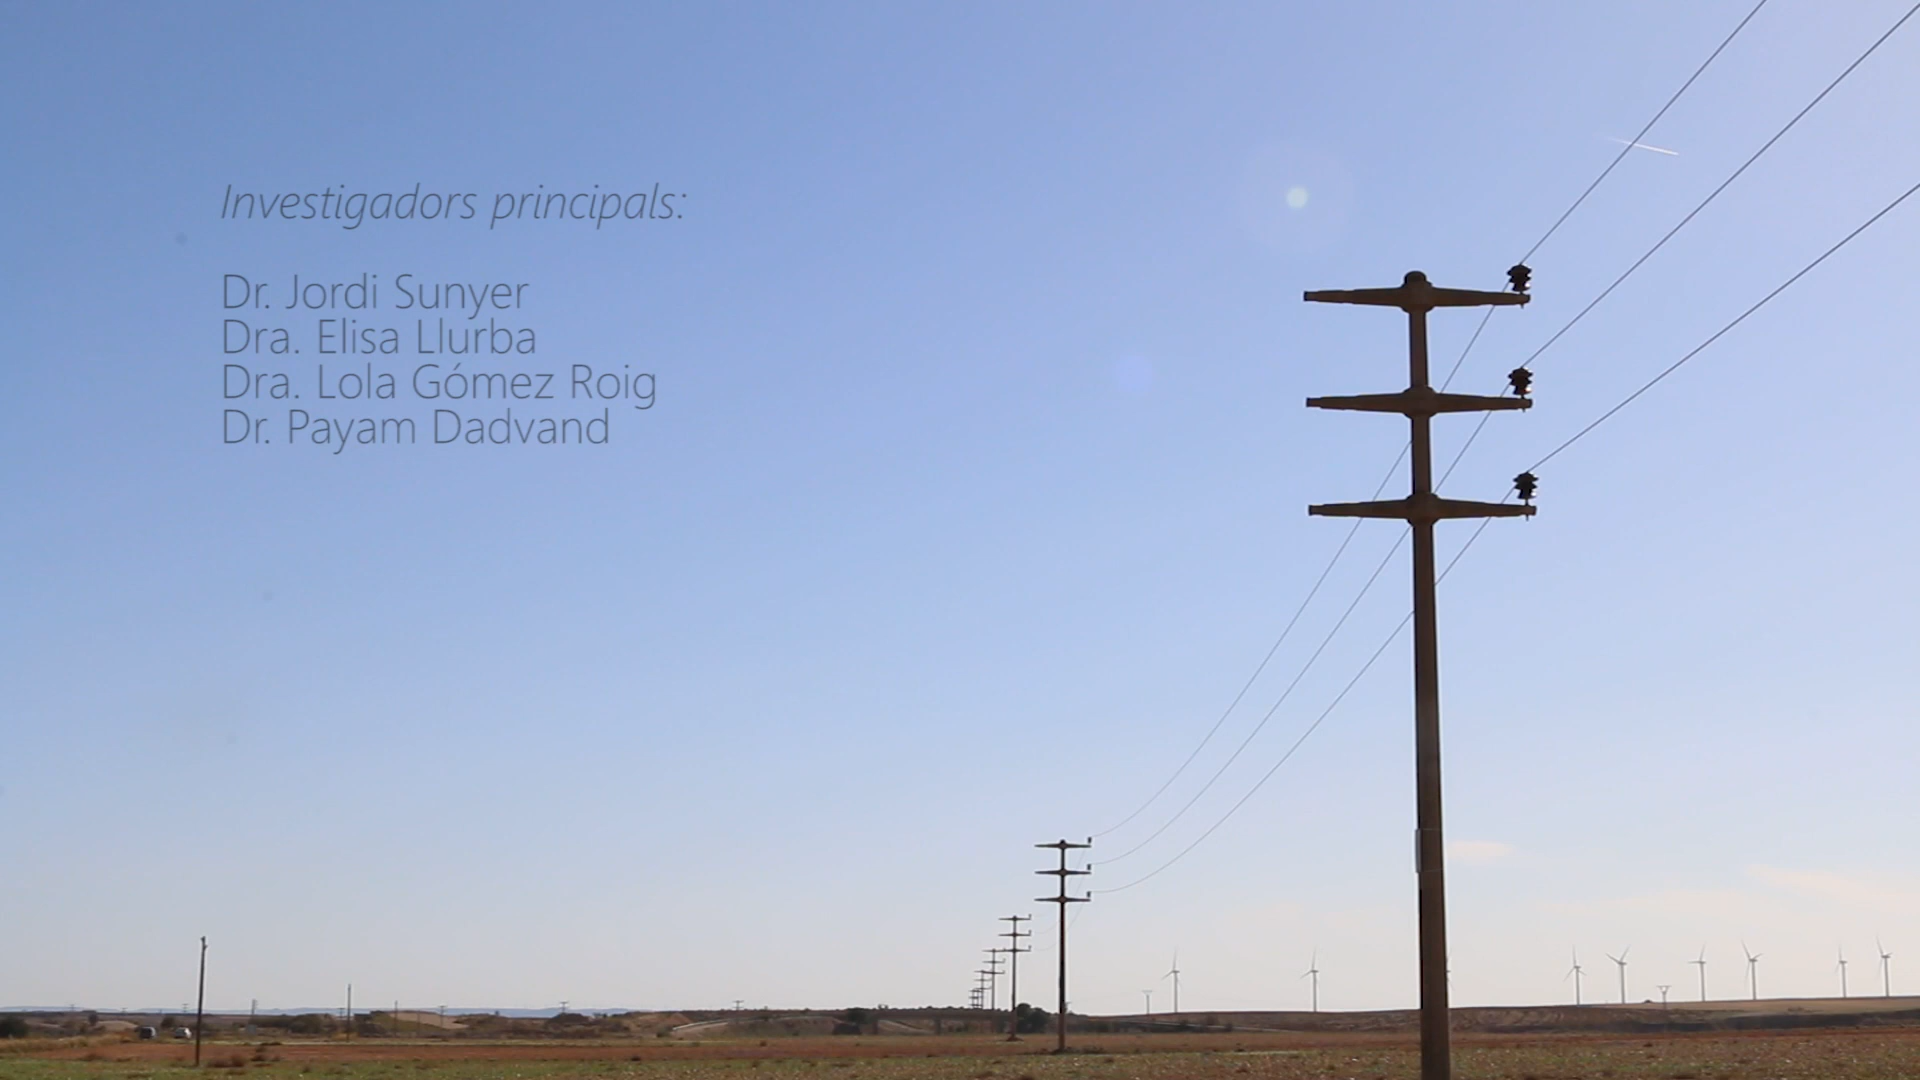 Investigadors principals:
Dr. Jordi Sunyer
Dra. Elisa Llurba
Dra. Lola Gómez Roig
Dr. Payam Dadvand